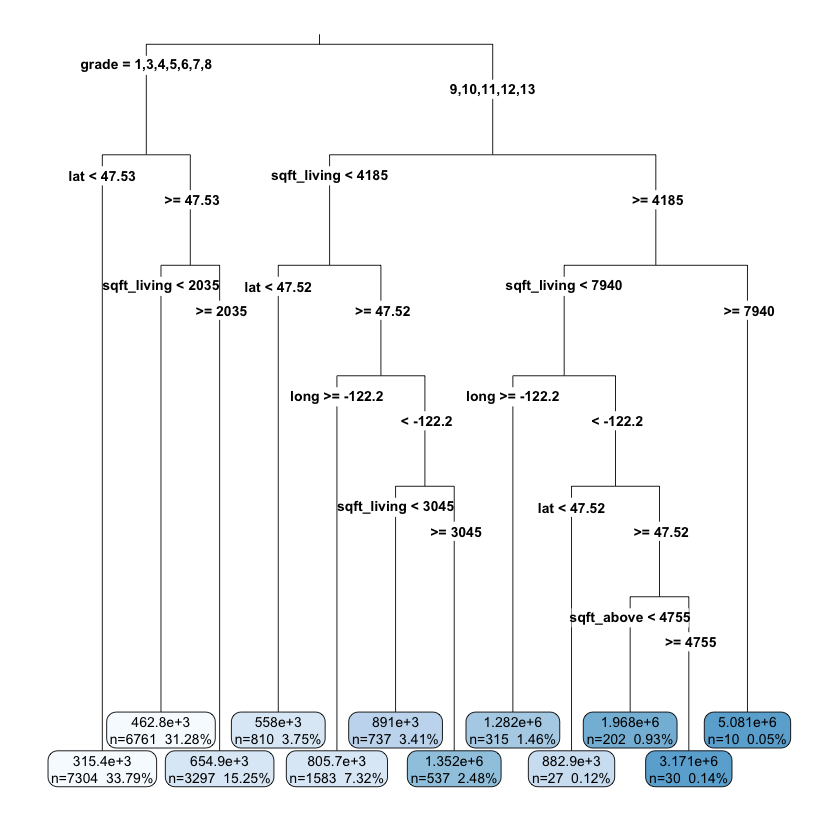 grade = 1,3,4,5,6,7,8
9,10,11,12,13
lat < 47.53
sqft_living < 4185
>= 47.53
>= 4185
sqft_living < 2035
lat < 47.52
sqft_living < 7940
>= 2035
>= 47.52
>= 7940
long >= -122.2
long >= -122.2
< -122.2
< -122.2
sqft_living < 3045
lat < 47.52
>= 3045
>= 47.52
sqft_above < 4755
>= 4755
462.8e+3
n=6761 31.28%
558e+3
n=810 3.75%
891e+3
n=737 3.41%
1.282e+6
n=315 1.46%
1.968e+6
n=202 0.93%
5.081e+6
n=10 0.05%
315.4e+3
n=7304 33.79%
654.9e+3
n=3297 15.25%
805.7e+3
n=1583 7.32%
1.352e+6
n=537 2.48%
882.9e+3
n=27 0.12%
3.171e+6
n=30 0.14%